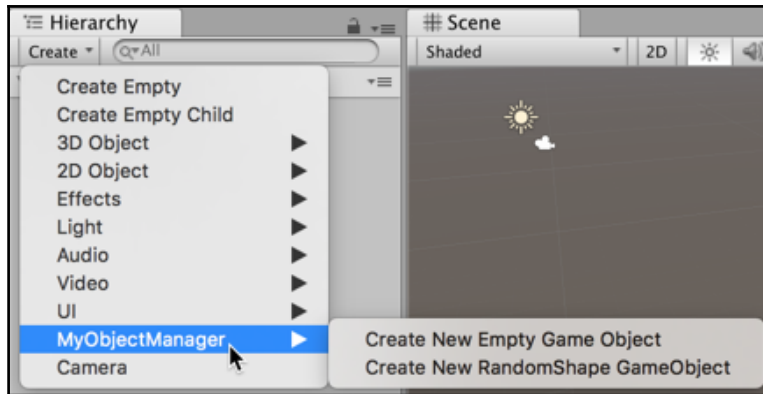 Hierarchy
Create
All
Create Empty
Create Empty Child
3D Object
2D Object
Effects
Light
Audio
Video
UI
MyObjectManager
Camera
Create New Empty Game Object
Create New RandomShape GameObject
# Scene
Shaded
2D